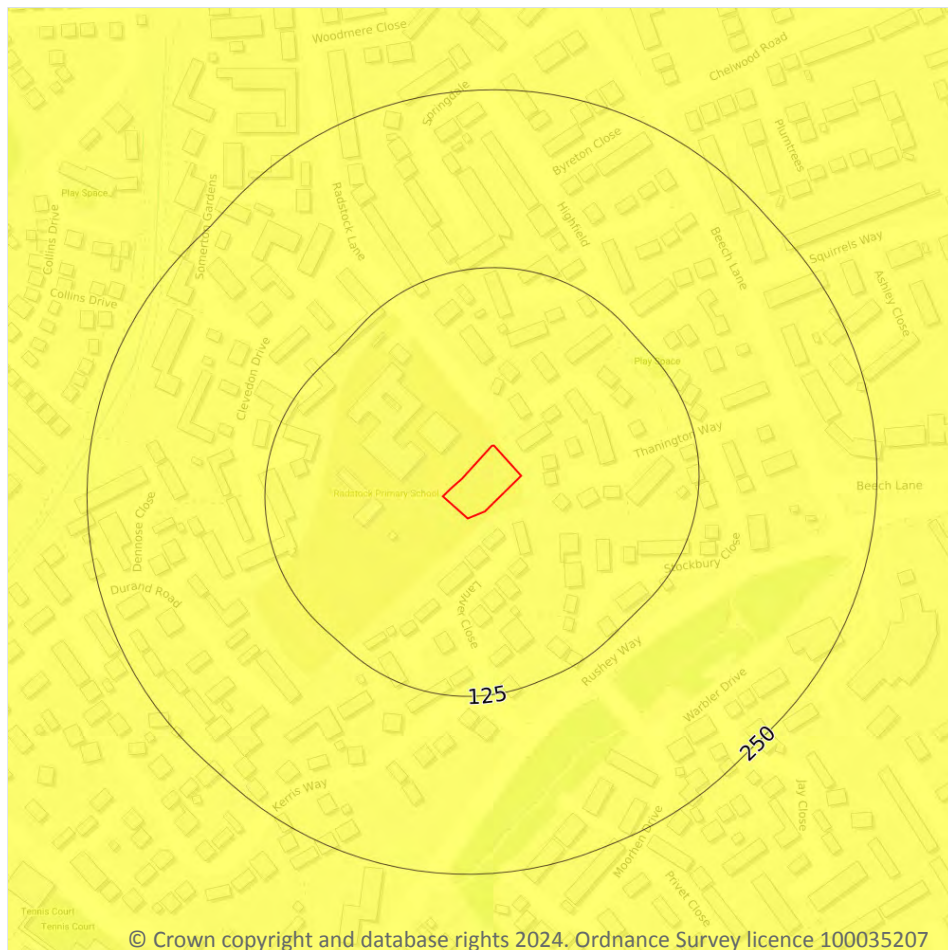 Woodmere Close
Chelwood Road
Springdale
Byreton Close
Plumtrees
Play Space
Somerton Gardens
Radstock Lane
Collins Drive
Highfield
Beech Lane
Squirrels Way
Collins Drive
Ashley Close
Clevedon Drive
Play Space
Thanington Way
Radstock Primary School
Beech Lane
Dennose Close
Stockbury Close
Durand Road
Lanyer Close
Rushey Way
125
Warbler Drive
250
Kerris Way
Jay Close
Moorhen Drive
Privet Close
Tennis Court
Tennis Court
© Crown copyright and database rights 2024. Ordnance Survey licence 100035207